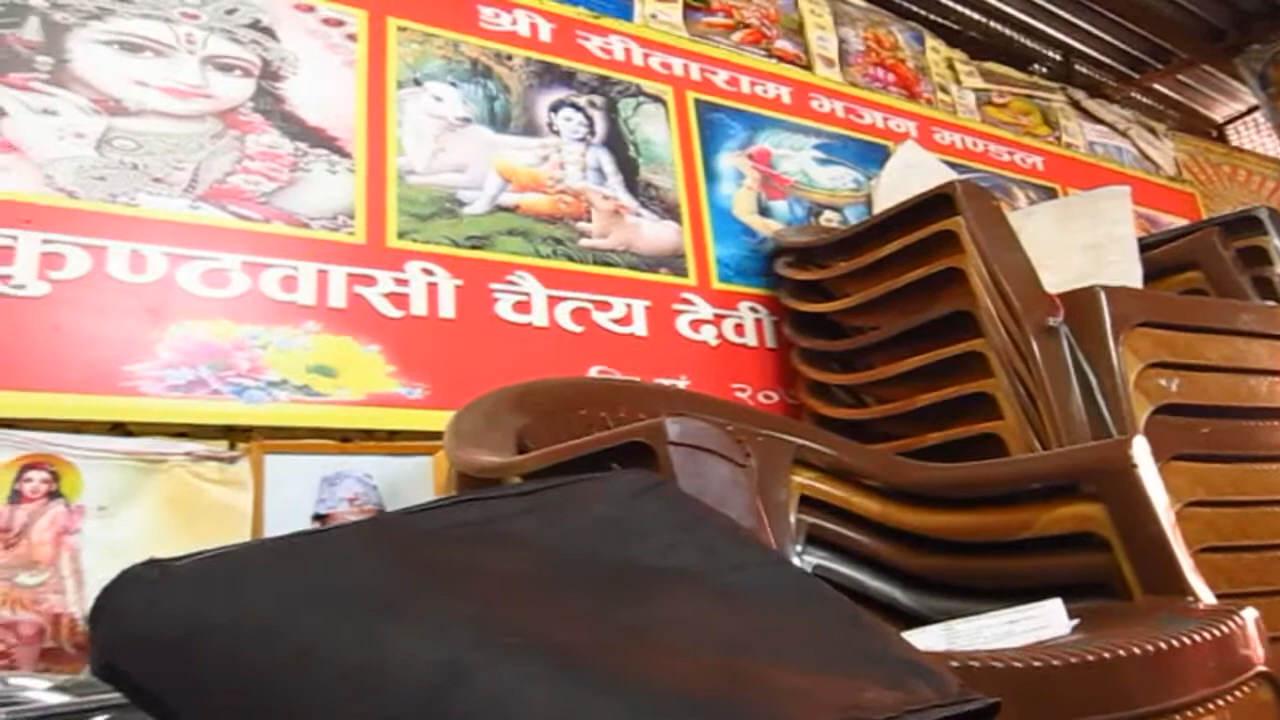 श्री सीताराम भजन मण्डल
कुण्ठवासी चैत्य देवी